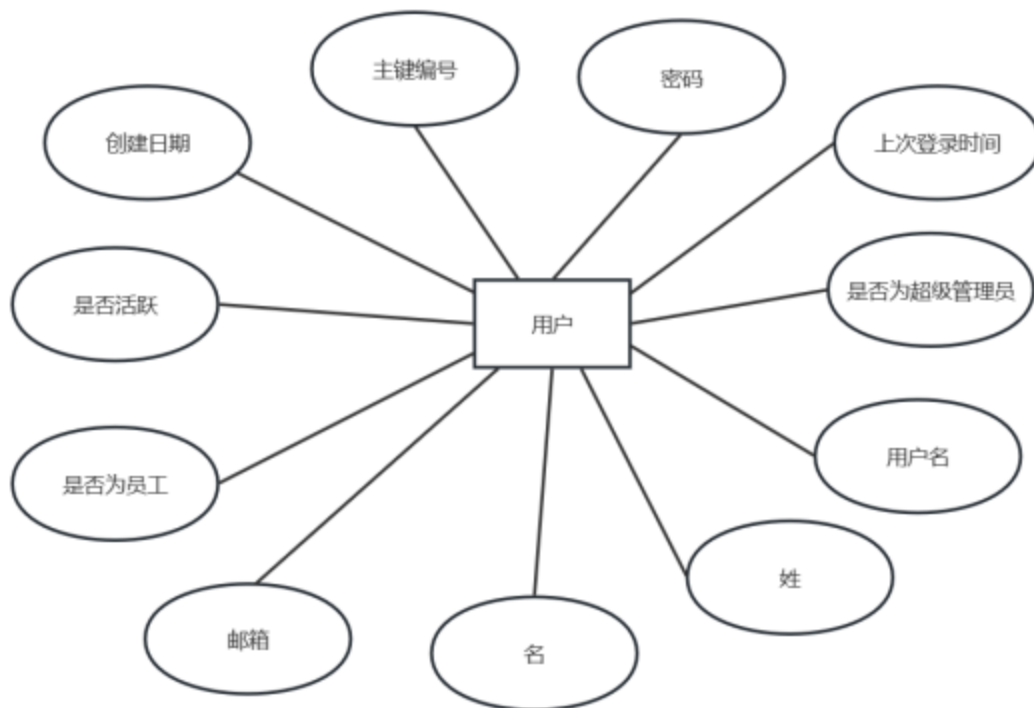 主键编号
密码
创建日期
上次登录时间
是否活跃
是否为超级管理员
用户
是否为员工
用户名
姓
邮箱
名